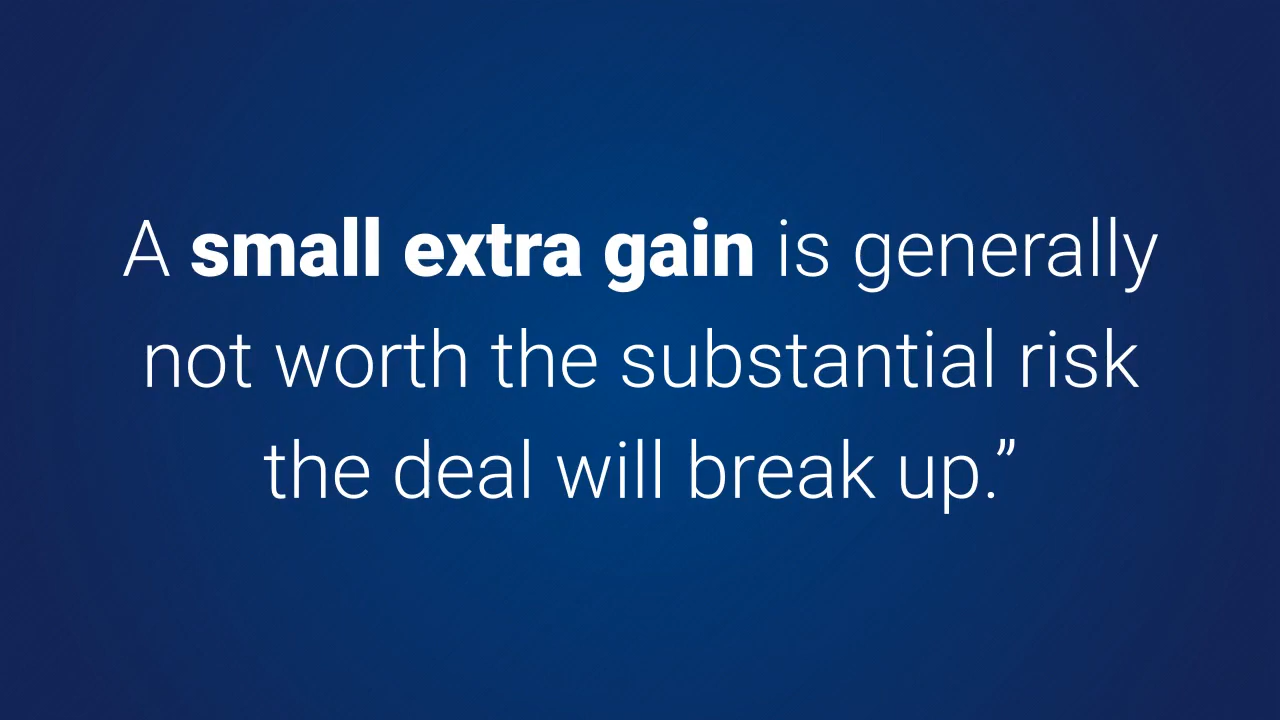 A small extra gain is generally
not worth the substantial risk
the deal will break up.”